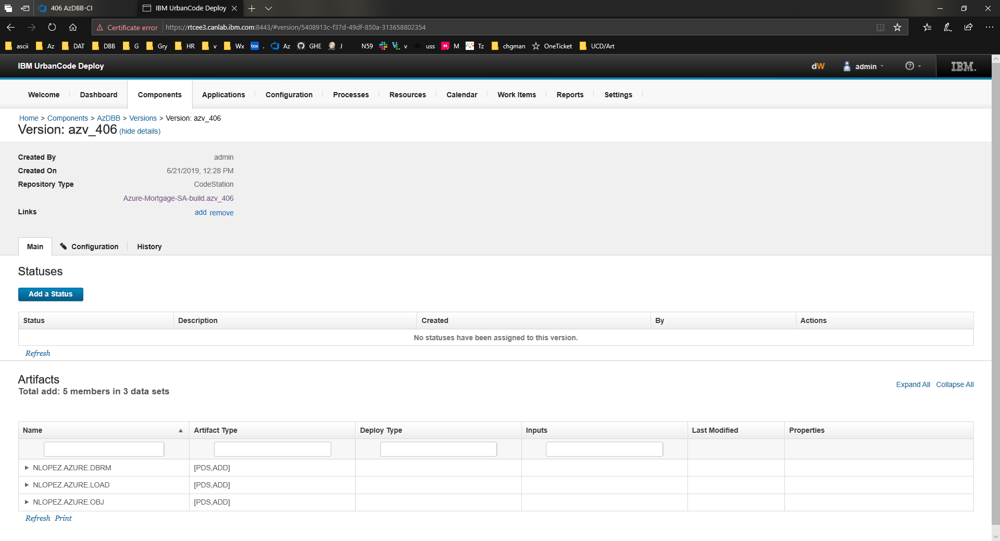 406 AzDBB-CI
IBM UrbanCode Deploy
Certificate error
https://rtcee3.canlab.ibm.com:8443/#version/5408913c-f37d-49df-850a-313658802354
ascii Az DAT DBB G Gry HR v Wx box . Az GHE J N59 v uss M M Tz chgman OneTicket UCD/Art
IBM UrbanCode Deploy
dW admin ? IBM.
Welcome Dashboard Components Applications Configuration Processes Resources Calendar Work Items Reports Settings
Home > Components > AzDBB > Versions > Version: azv_406
Version: azv_406 (hide details)
Created By admin
Created On 6/21/2019, 12:28 PM
Repository Type CodeStation
Azure-Mortgage-SA-build.azv_406
Links add remove
Main Configuration History
Statuses
Add a Status
Status Description Created By Actions
No statuses have been assigned to this version.
Refresh
Artifacts
Total add: 5 members in 3 data sets
Expand All Collapse All
Name Artifact Type Deploy Type Inputs Last Modified Properties
NLOPEZ.AZURE.DBRM [PDS,ADD]
NLOPEZ.AZURE.LOAD [PDS,ADD]
NLOPEZ.AZURE.OBJ [PDS,ADD]
Refresh Print